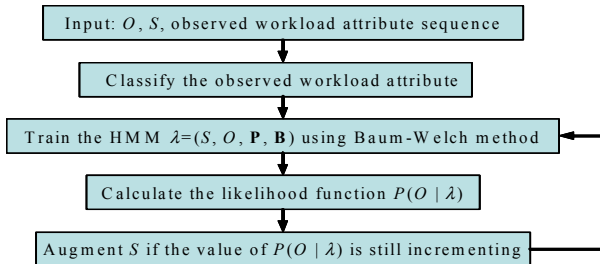 Input: O, S, observed workload attribute sequence
Classify the observed workload attribute
Train the HMM λ=(S, O, P, B) using Baum-Welch method
Calculate the likelihood function P(O | λ)
Augment S if the value of P(O | λ) is still incrementing